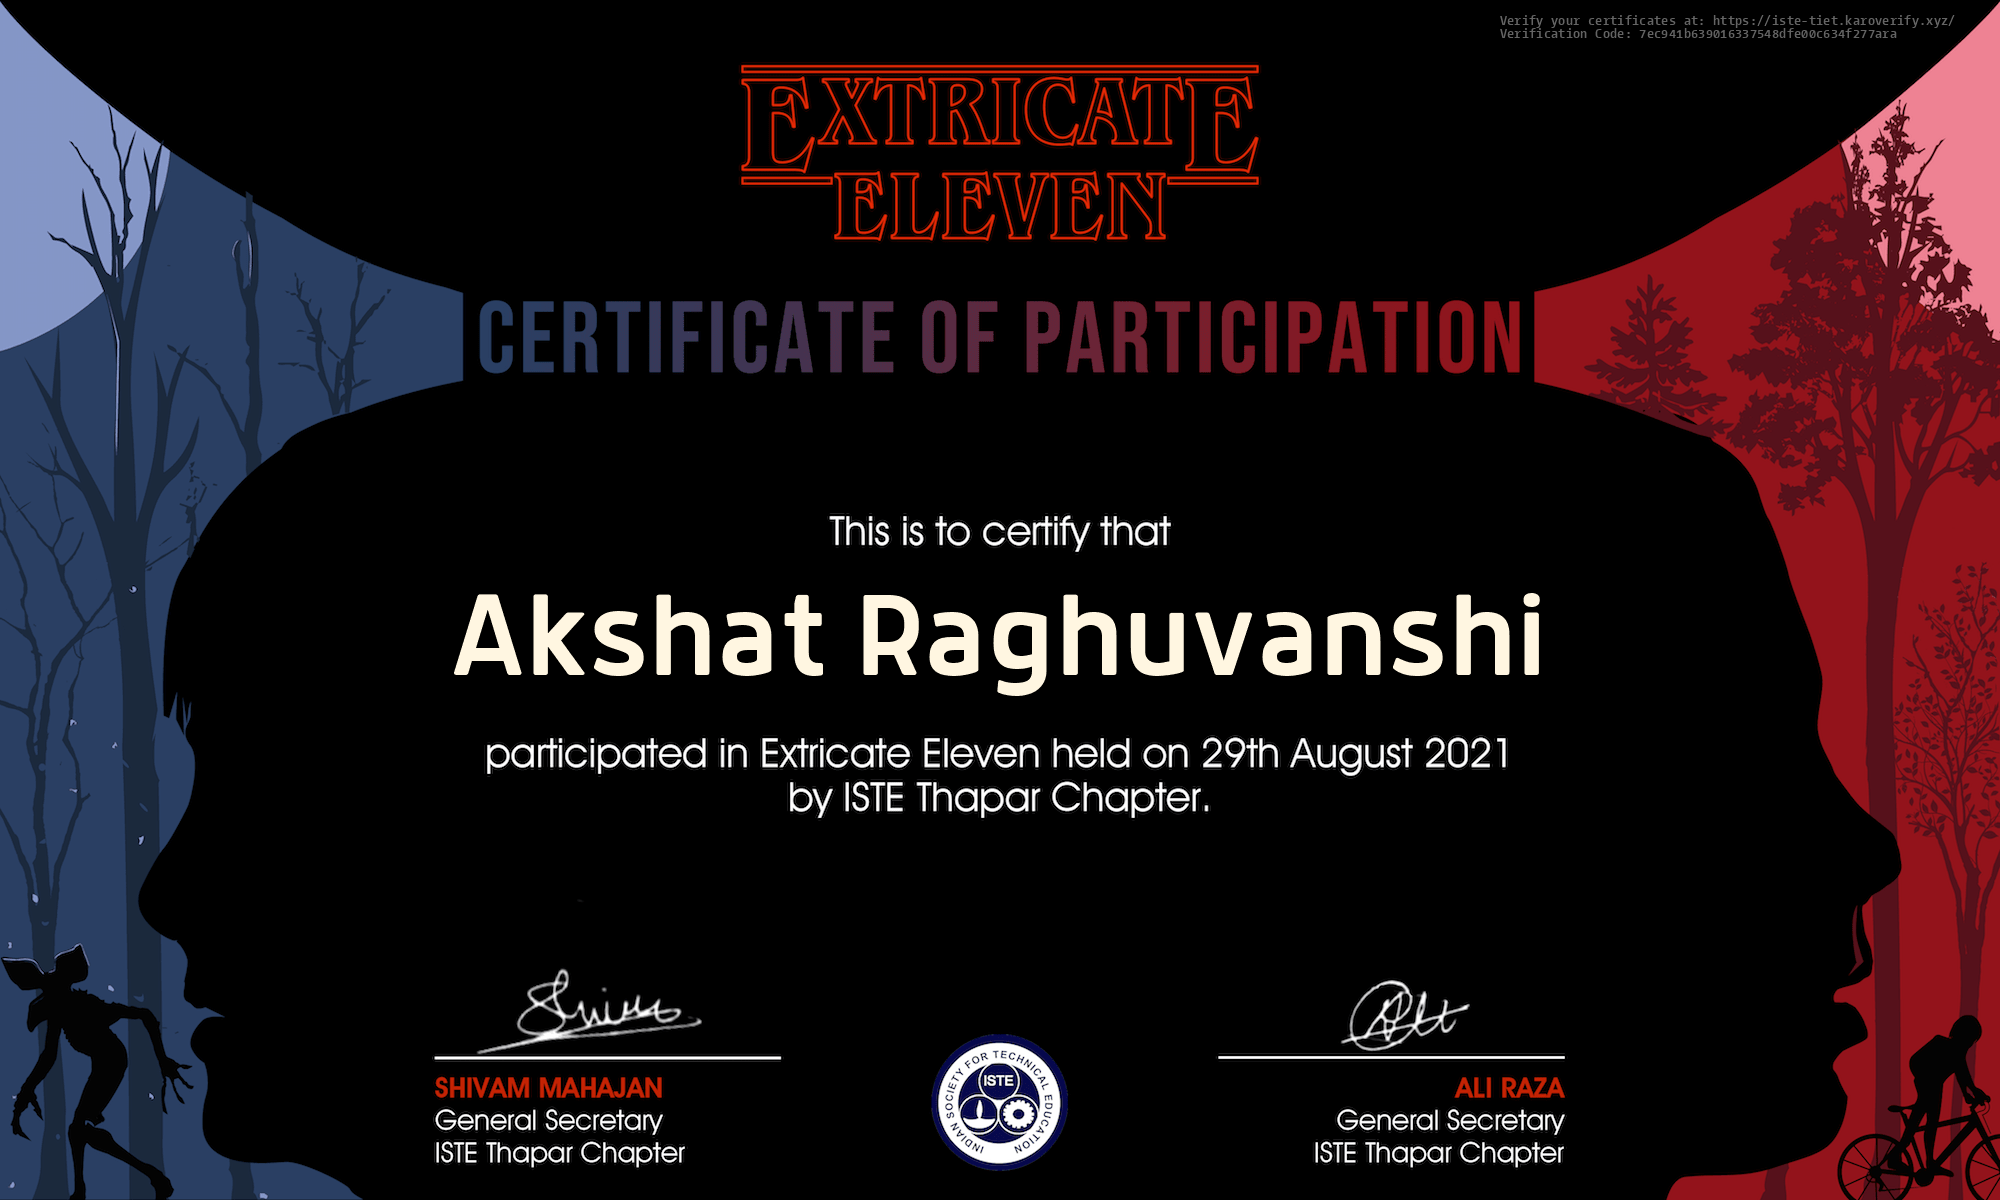 Verify your certificates at: https://iste-tiet.karoverify.xyz/
Verification Code: 7ec941b639016337548dfe00c634f277ara
EXTRICATE
ELEVEN
CERTIFICATE OF PARTICIPATION
This is to certify that
Akshat Raghuvanshi
participated in Extricate Eleven held on 29th August 2021
by ISTE Thapar Chapter.
SHIVAM MAHAJAN
General Secretary
ISTE Thapar Chapter
INDIAN SOCIETY FOR TECHNICAL EDUCATION
ISTE
ALI RAZA
General Secretary
ISTE Thapar Chapter